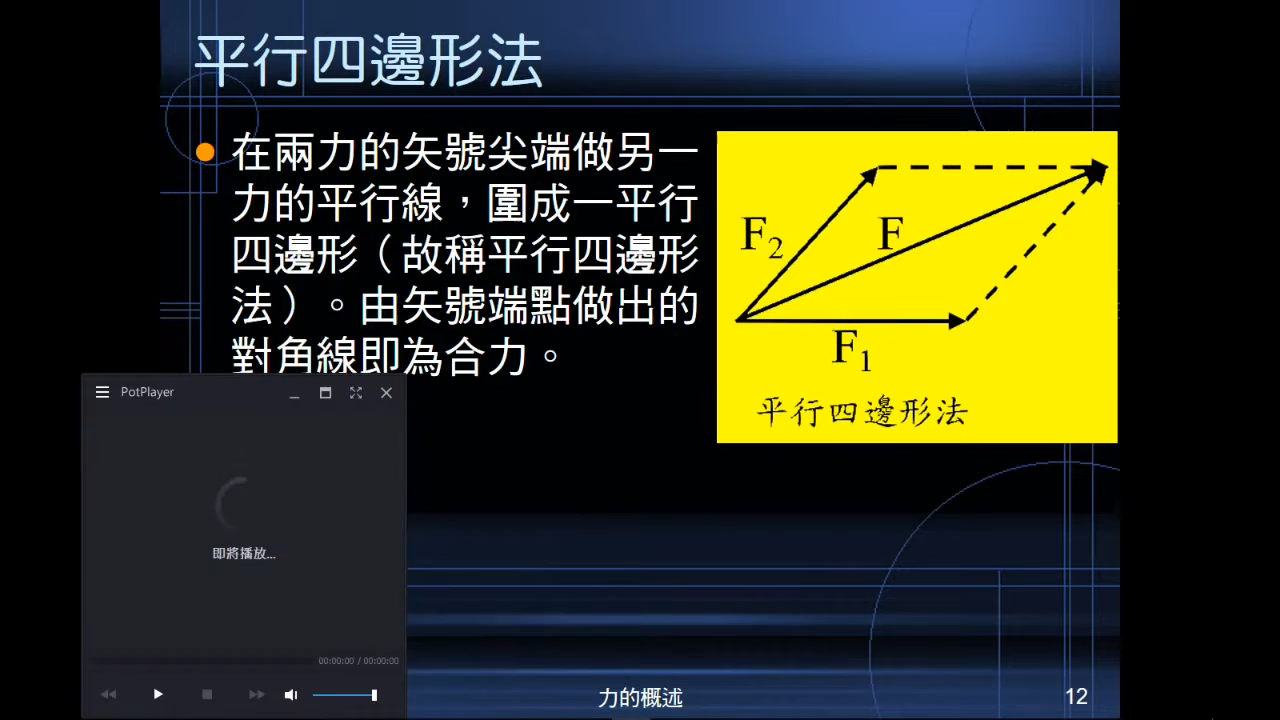 平行四邊形法
在兩力的矢號尖端做另一
力的平行線，圍成一平行
四邊形（故稱平行四邊形
法）。由矢號端點做出的
對角線即為合力。
F2
F
F1
平行四邊形法
PotPlayer
即將播放...
00:00:00 / 00:00:00
力的概述
12